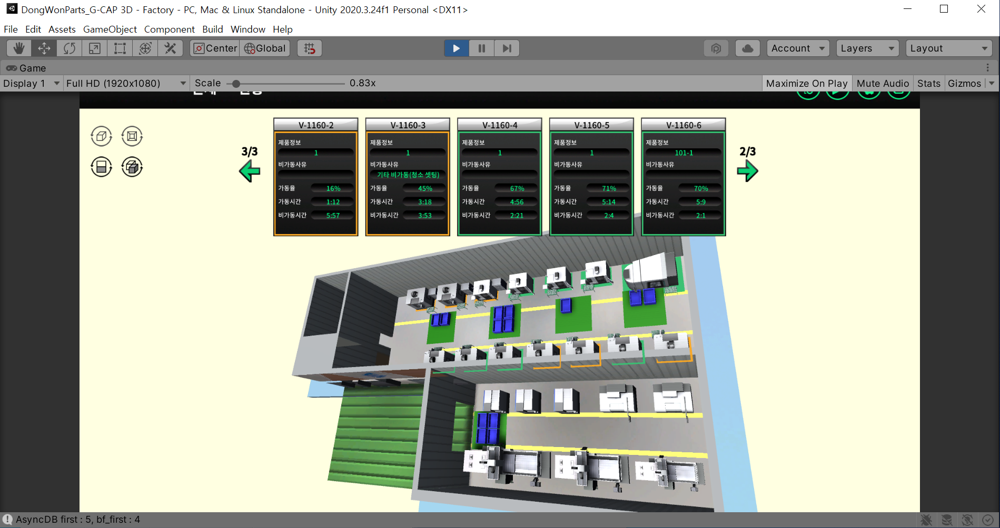 DongWonParts_G-CAP 3D - Factory - PC, Mac & Linux Standalone - Unity 2020.3.24f1 Personal <DX11>
File Edit Assets GameObject Component Build Window Help
Center Global Account Layers Layout
Game
Display 1 Full HD (1920x1080) Scale 0.83x Maximize On Play Mute Audio Stats Gizmos
V-1160-2 V-1160-3 V-1160-4 V-1160-5 V-1160-6
제품정보 제품정보 제품정보 제품정보 제품정보
3/3 1 1 1 1 101-1 2/3
비가동사유 비가동사유 비가동사유 비가동사유 비가동사유
기타 비가동(청소 셋팅)
가동율 16% 가동율 45% 가동율 67% 가동율 71% 가동율 70%
가동시간 1:12 가동시간 3:18 가동시간 4:56 가동시간 5:14 가동시간 5:9
비가동시간 5:57 비가동시간 3:53 비가동시간 2:21 비가동시간 2:4 비가동시간 2:1
AsyncDB first : 5, bf_first : 4